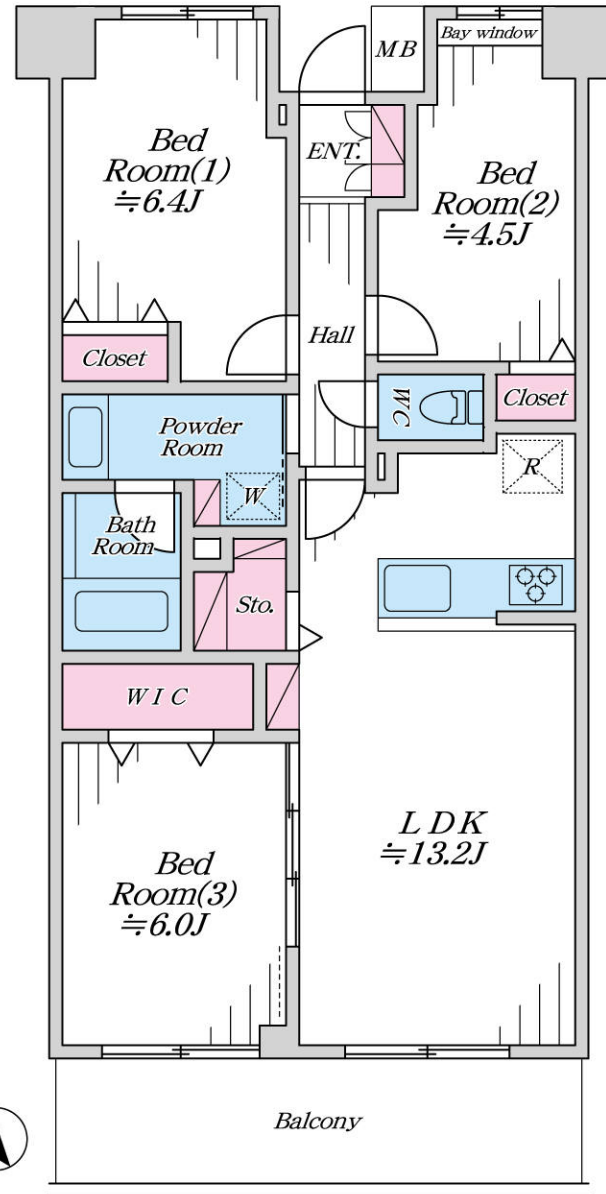 MB
Bay window
Bed
Room(1)
≒6.4J
ENT.
Bed
Room(2)
≒4.5J
Hall
Closet
WC
Closet
Powder
Room
W
R
Bath
Room
Sto.
WIC
LDK
≒13.2J
Bed
Room(3)
≒6.0J
Balcony